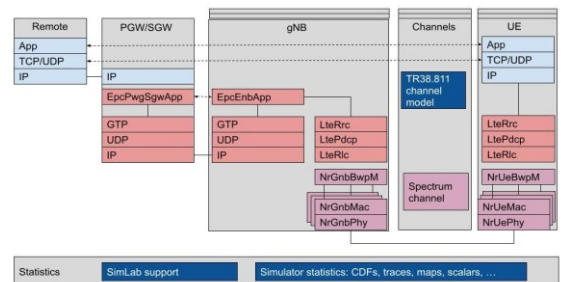 Remote
App
TCP/UDP
IP
PGW/SGW
IP
EpcPwgSgwApp
GTP
UDP
IP
gNB
EpcEnbApp
GTP
UDP
IP
LteRrc
LtePdcp
LteRlc
NrGnbBwpM
NrGnbMac
NrGnbPhy
Channels
TR38.811
channel
model
Spectrum
channel
UE
App
TCP/UDP
IP
LteRrc
LtePdcp
LteRlc
NrUeBwpM
NrUeMac
NrUePhy
Statistics
SimLab support
Simulator statistics: CDFs, traces, maps, scalars, ...